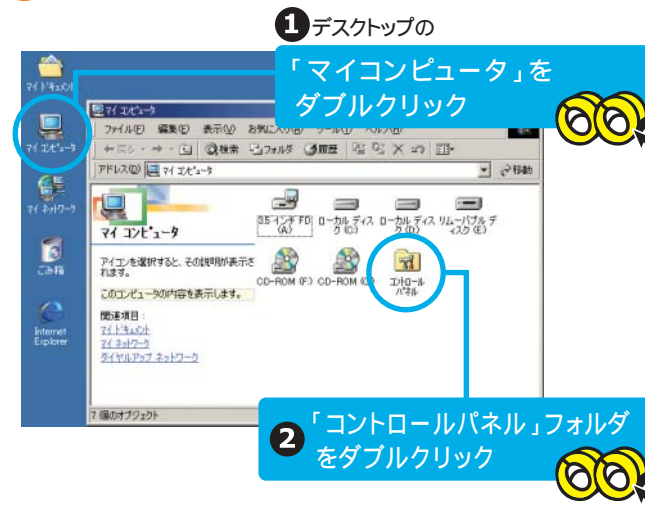 1 デスクトップの
「マイコンピュータ」を
ダブルクリック
マイ ドキュメント
マイ コンピュータ
マイ ネットワーク
ごみ箱
Internet
Explorer
マイ コンピュータ
ファイル(F) 編集(E) 表示(V)
戻る 検索 フォルダ 履歴
アドレス(D) マイ コンピュータ 移動
マイ コンピュータ
アイコンを選択すると、その説明が表示さ
れます。
このコンピュータの内容を表示します。
関連項目:
マイ ドキュメント
マイ ネットワーク
ダイヤルアップ ネットワーク
3.5 インチ FD
(A:)
ローカル ディス
ク (C:)
ローカル ディス
ク (D:)
リムーバブル デ
ィスク (E:)
CD-ROM (F:)
CD-ROM
コントロール
パネル
7 個のオブジェクト
2 「コントロールパネル」フォルダ
をダブルクリック